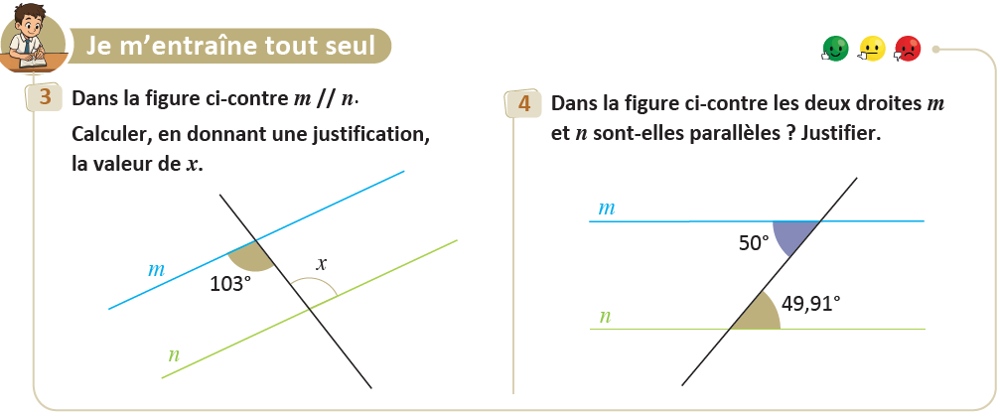 Je m’entraîne tout seul
3 Dans la figure ci-contre m // n.
Calculer, en donnant une justification,
la valeur de x.
m
103°
x
n
4 Dans la figure ci-contre les deux droites m
et n sont-elles parallèles ? Justifier.
m
50°
n
49,91°